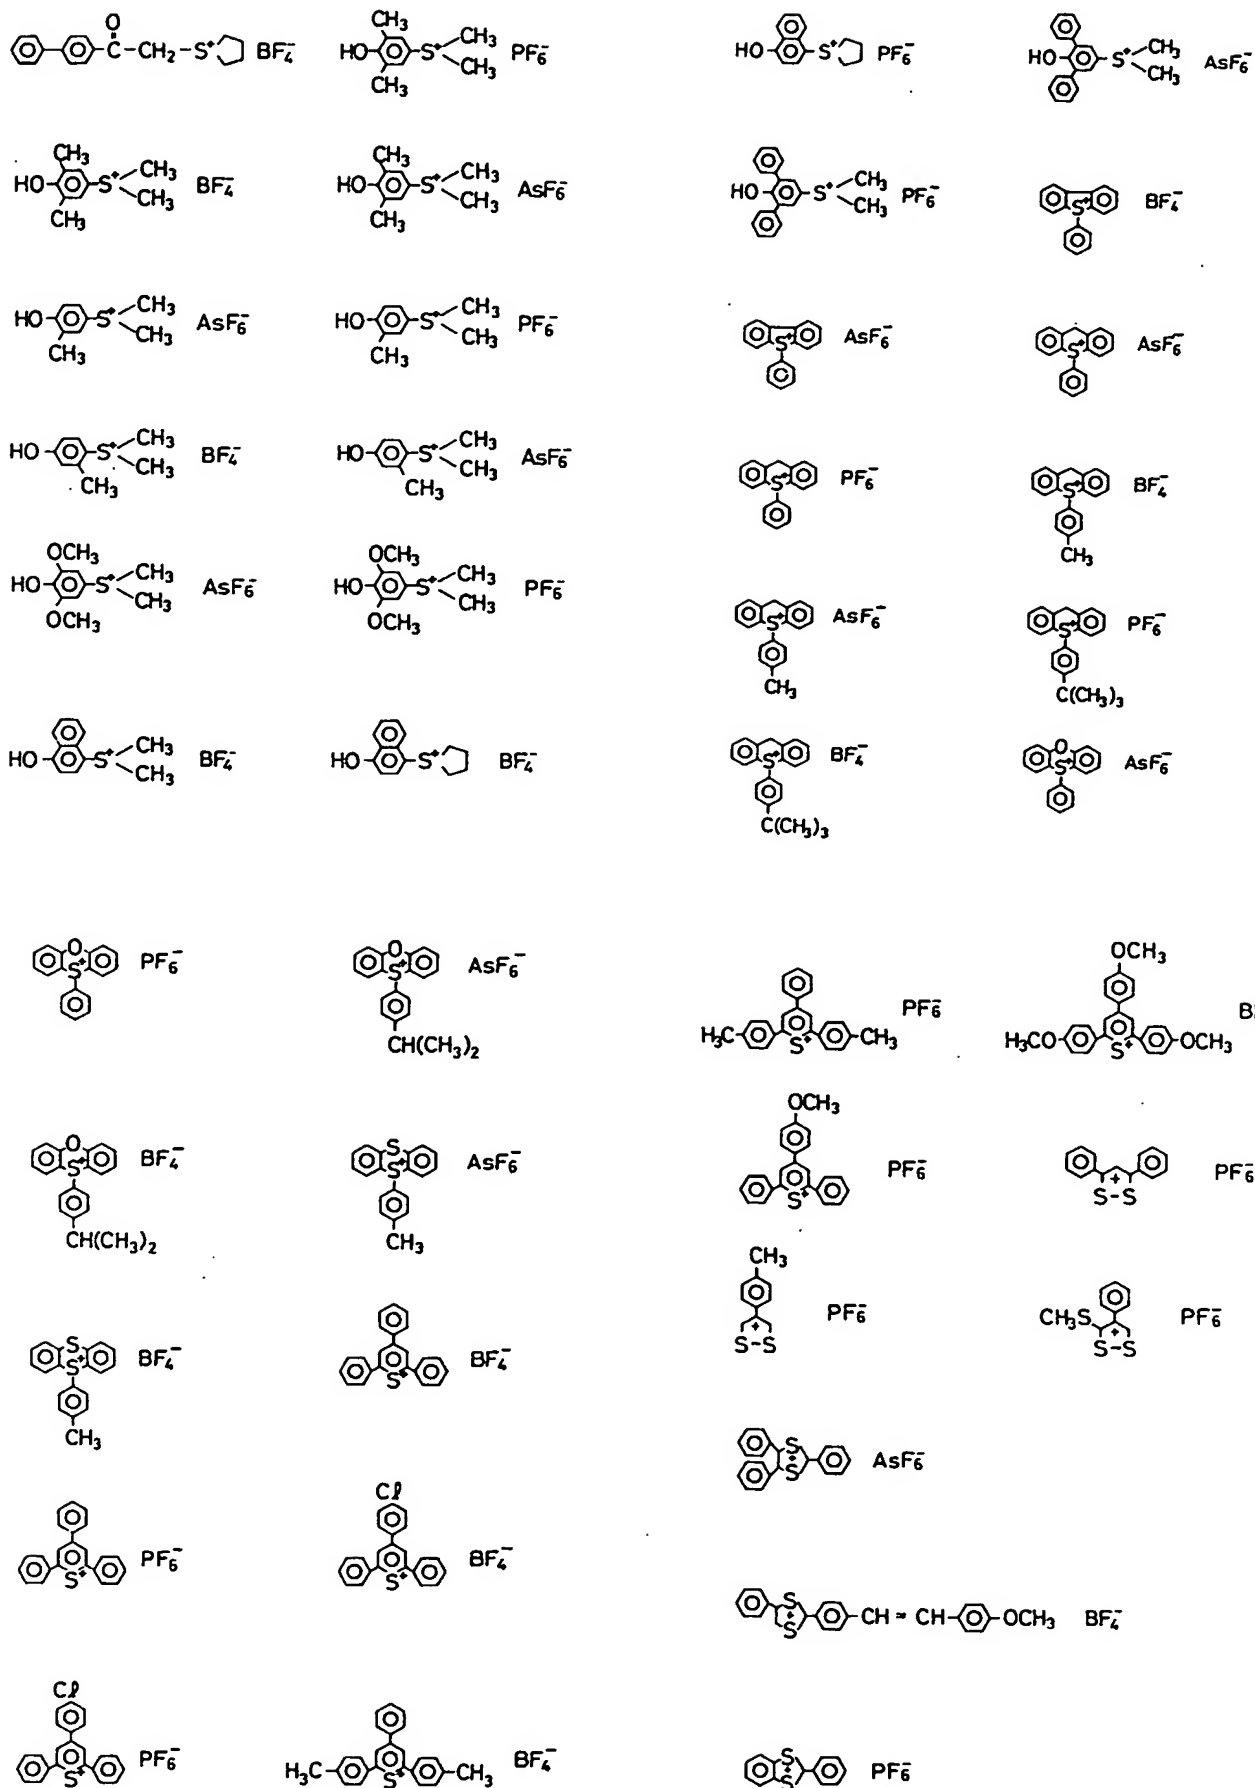 O
C-CH2-S+ BF4-
CH3
HO S+ CH3 PF6-
CH3
CH3
CH3
HO S+ CH3 BF4-
CH3
CH3
CH3
HO S+ CH3 AsF6-
CH3
CH3
HO S+ CH3 AsF6-
CH3
CH3
HO S+ CH3 PF6-
CH3
CH3
HO S+ CH3 BF4-
CH3
CH3
HO S+ CH3 AsF6-
CH3
CH3
OCH3
HO S+ CH3 AsF6-
CH3
OCH3
OCH3
HO S+ CH3 PF6-
CH3
OCH3
HO S+ CH3 BF4-
CH3
HO S+ BF4-
HO S+ PF6-
HO S+ CH3 AsF6-
CH3
HO S+ CH3 PF6-
CH3
S+ BF4-
S+ AsF6-
S+ AsF6-
S+ PF6-
S+ BF4-
CH3
S+ AsF6-
CH3
S+ PF6-
C(CH3)3
S+ BF4-
C(CH3)3
O
S+ AsF6-
O
S+ PF6-
O
S+ AsF6-
CH(CH3)2
O
S+ BF4-
CH(CH3)2
S
S+ AsF6-
CH3
S
S+ BF4-
CH3
S+ BF4-
S+ PF6-
Cl
S+ BF4-
Cl
S+ PF6-
H3C S+ CH3 BF4-
H3C S+ CH3 PF6-
OCH3
H3CO S+ OCH3 B
OCH3
S+ PF6-
+
S-S PF6-
CH3
+
S-S PF6-
CH3S
+
S-S PF6-
S
+
S AsF6-
S
+
S CH=CH OCH3 BF4-
S
+
S PF6-